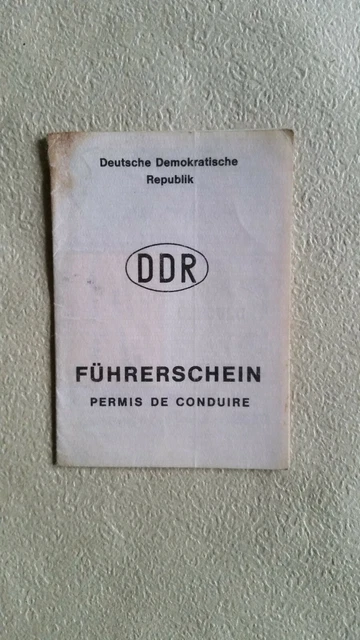 Deutsche Demokratische
Republik
DDR
FÜHRERSCHEIN
PERMIS DE CONDUIRE